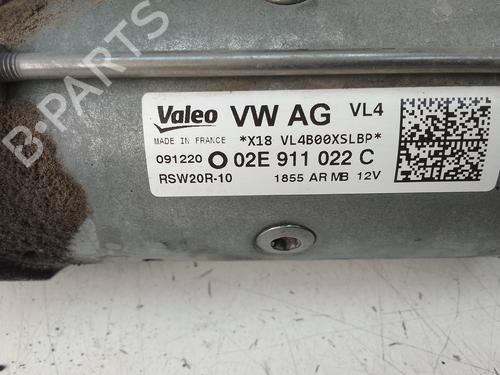 Valeo VW AG VL4
MADE IN FRANCE *X18 VL4B00XSLBP*
091220 02E 911 022 C
RSW20R-10 1855 AR MB 12V
B-PARTS